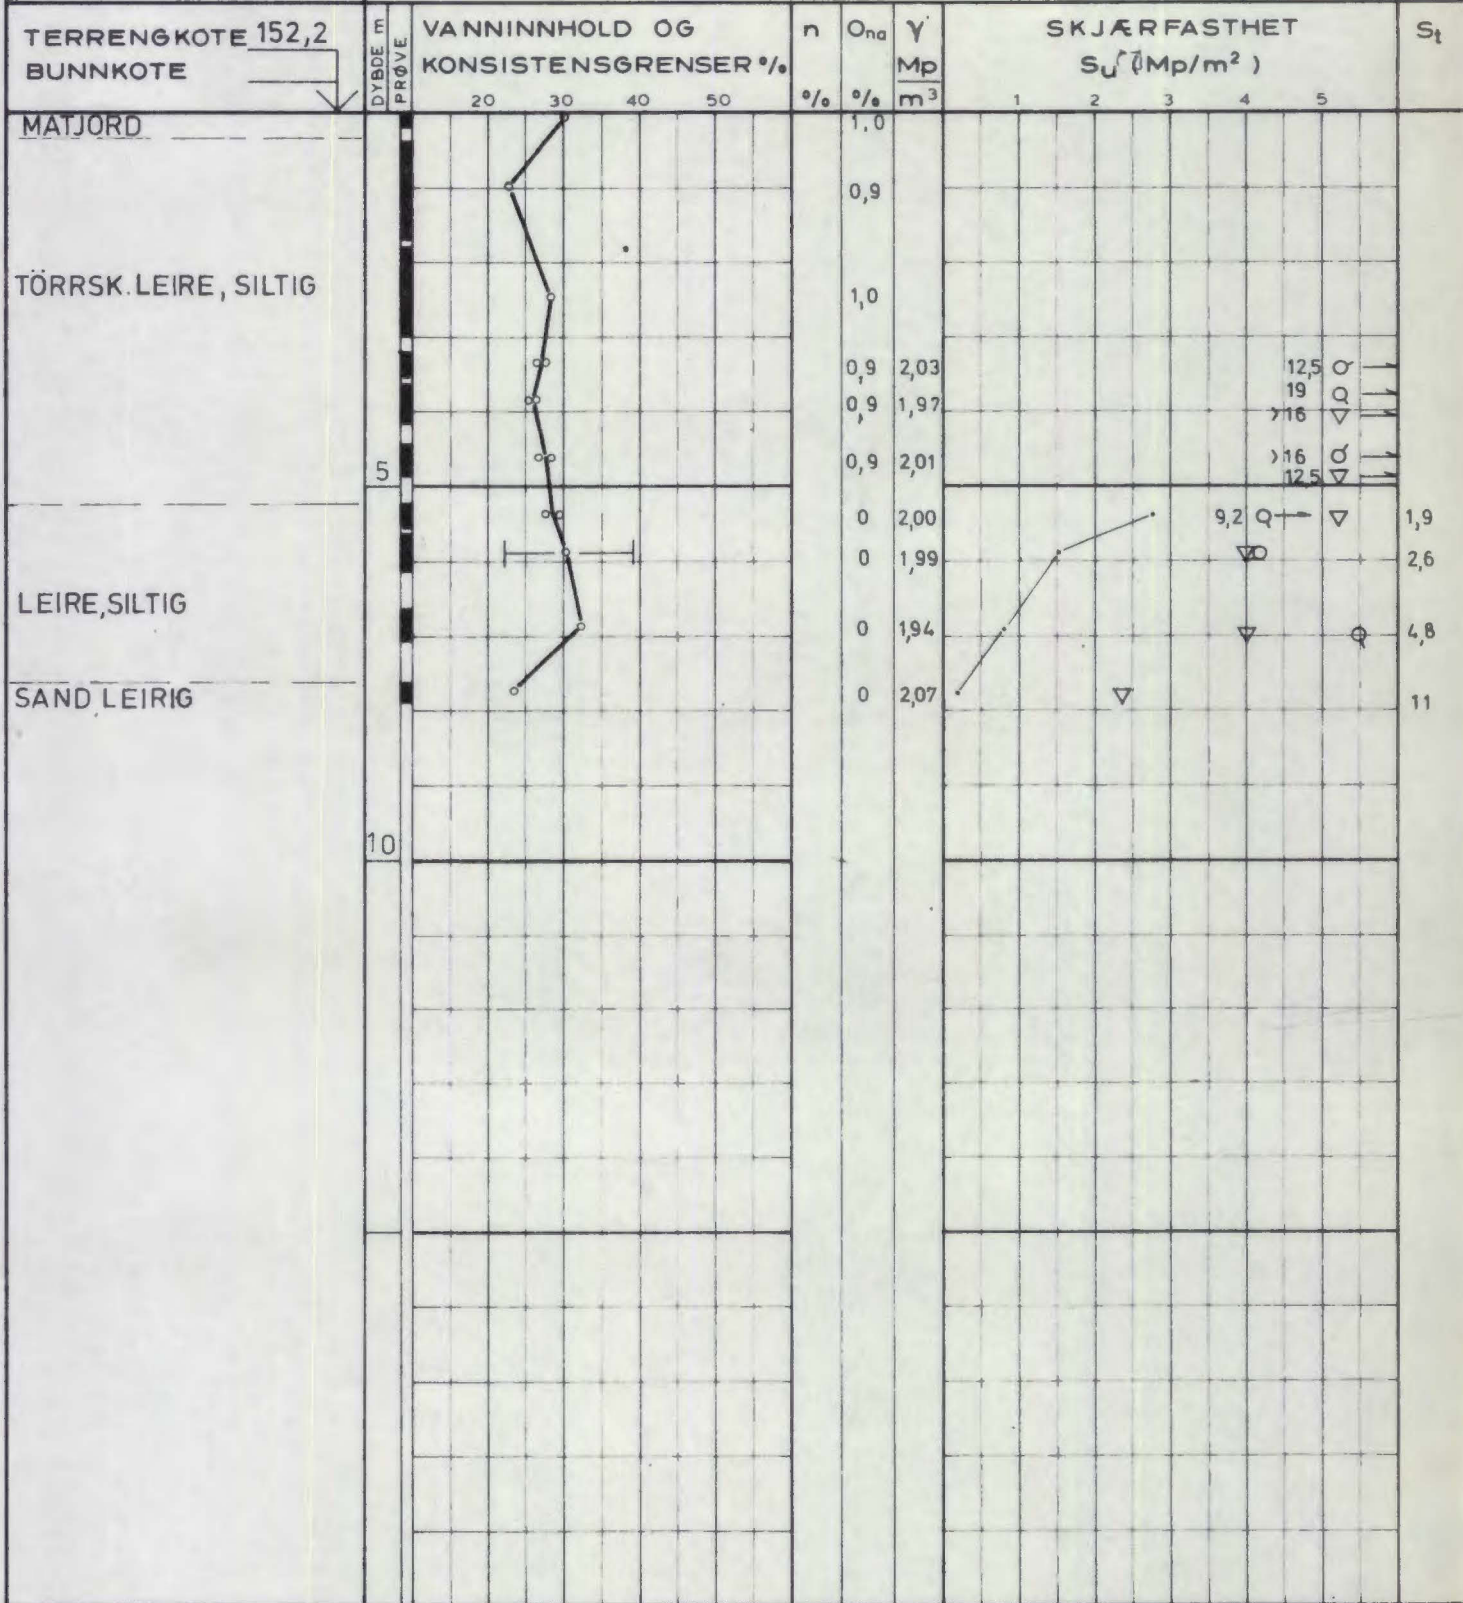 TERRENGKOTE 152,2
BUNNKOTE
DYBDE m
PRØVE
VANNINNHOLD OG
KONSISTENSGRENSER %
20 30 40 50
n
%
Ona
%
γ
Mp
m³
SKJÆRFASTHET
Su (Mp/m²)
1 2 3 4 5
St
MATJORD
1,0
0,9
TÖRRSK. LEIRE, SILTIG
1,0
0,9 2,03 12,5
19
0,9 1,97 >16
>16
5 0,9 2,01
12,5
0 2,00 9,2 1,9
0 1,99 2,6
LEIRE, SILTIG
0 1,94 4,8
SAND LEIRIG
0 2,07 11
10